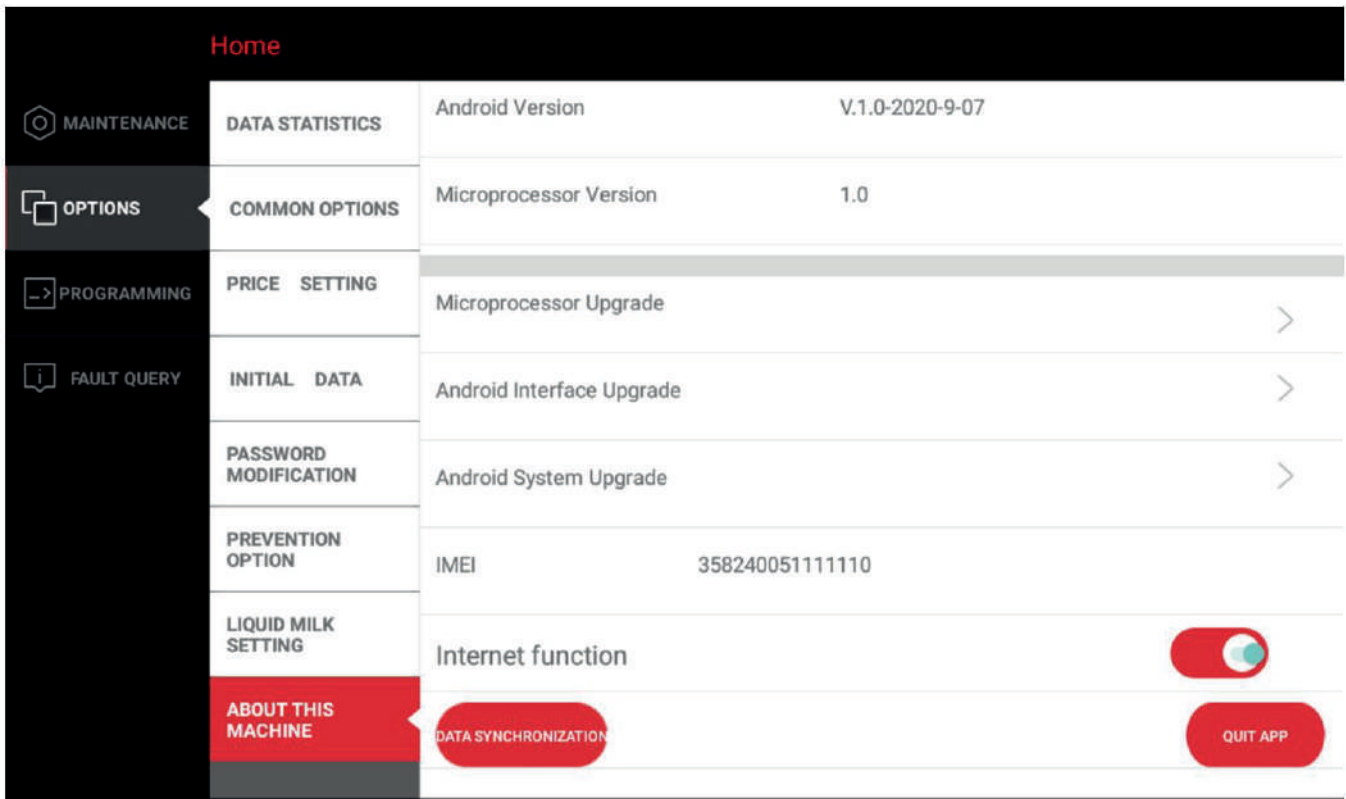 Home
MAINTENANCE
OPTIONS
PROGRAMMING
FAULT QUERY
DATA STATISTICS
COMMON OPTIONS
PRICE SETTING
INITIAL DATA
PASSWORD
MODIFICATION
PREVENTION
OPTION
LIQUID MILK
SETTING
ABOUT THIS
MACHINE
Android Version V.1.0-2020-9-07
Microprocessor Version 1.0
Microprocessor Upgrade
Android Interface Upgrade
Android System Upgrade
IMEI 358240051111110
Internet function
DATA SYNCHRONIZATION
QUIT APP